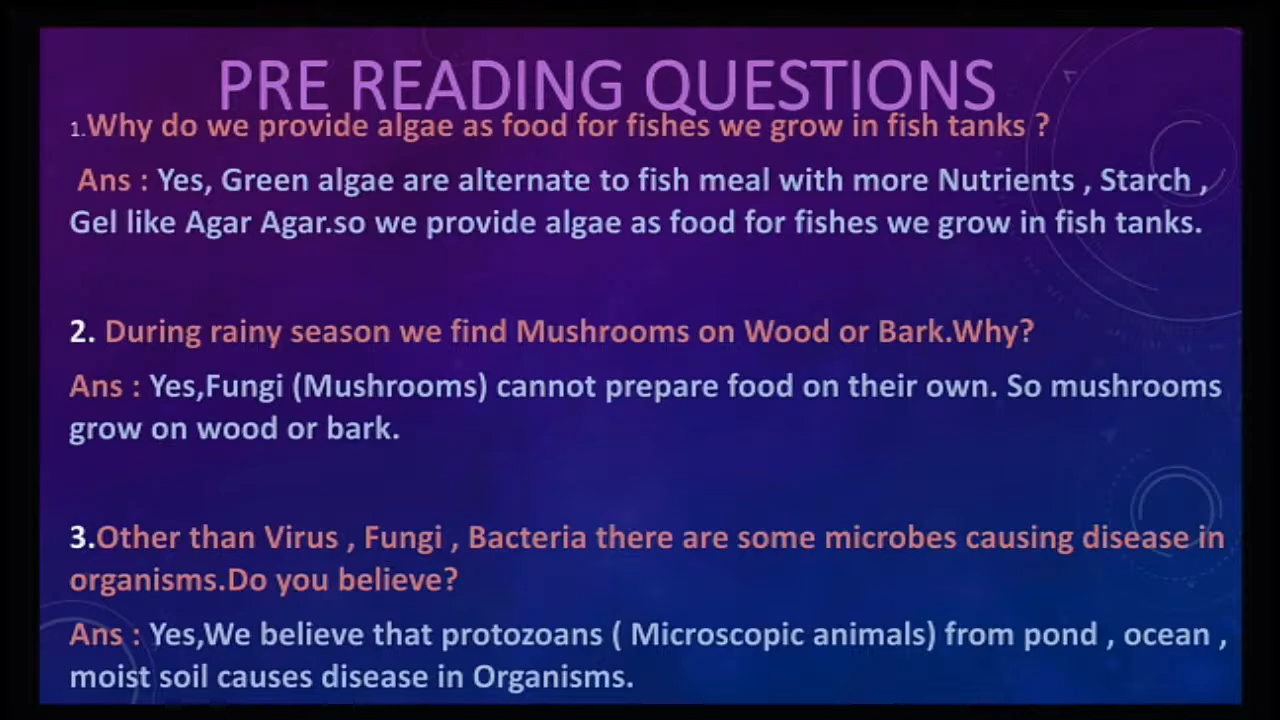 PRE READING QUESTIONS
1.Why do we provide algae as food for fishes we grow in fish tanks ?
Ans : Yes, Green algae are alternate to fish meal with more Nutrients , Starch ,
Gel like Agar Agar.so we provide algae as food for fishes we grow in fish tanks.
2. During rainy season we find Mushrooms on Wood or Bark.Why?
Ans : Yes,Fungi (Mushrooms) cannot prepare food on their own. So mushrooms
grow on wood or bark.
3.Other than Virus , Fungi , Bacteria there are some microbes causing disease in
organisms.Do you believe?
Ans : Yes,We believe that protozoans ( Microscopic animals) from pond , ocean ,
moist soil causes disease in Organisms.